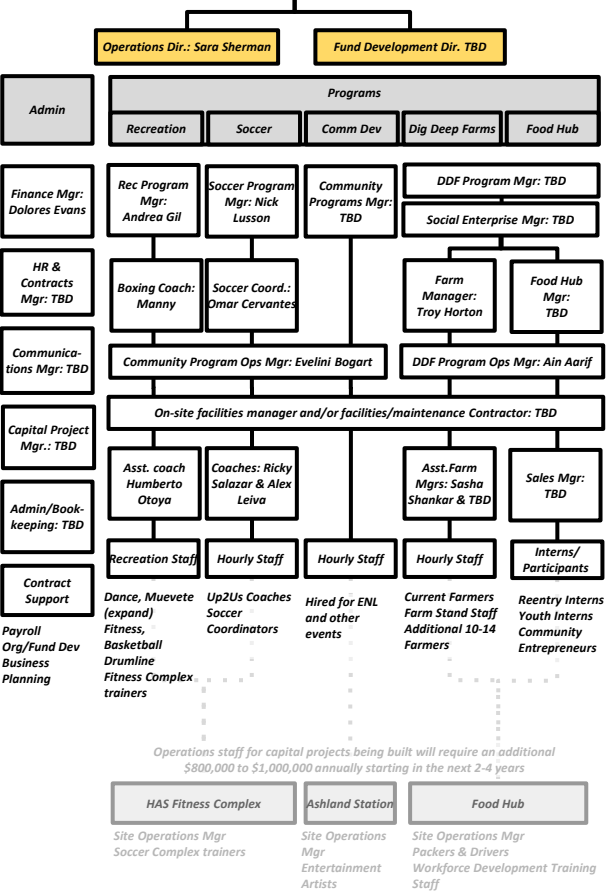 Operations Dir.: Sara Sherman
Fund Development Dir. TBD
Admin
Programs
Recreation
Soccer
Comm Dev
Dig Deep Farms
Food Hub
Finance Mgr:
Dolores Evans
Rec Program
Mgr:
Andrea Gil
Soccer Program
Mgr: Nick
Lusson
Community
Programs Mgr:
TBD
DDF Program Mgr: TBD
Social Enterprise Mgr: TBD
HR &
Contracts
Mgr: TBD
Boxing Coach:
Manny
Soccer Coord.:
Omar Cervantes
Farm
Manager:
Troy Horton
Food Hub
Mgr:
TBD
Communica-
tions Mgr: TBD
Community Program Ops Mgr: Evelini Bogart
DDF Program Ops Mgr: Ain Aarif
On-site facilities manager and/or facilities/maintenance Contractor: TBD
Capital Project
Mgr.: TBD
Asst. coach
Humberto
Otoya
Coaches: Ricky
Salazar & Alex
Leiva
Asst.Farm
Mgrs: Sasha
Shankar & TBD
Sales Mgr:
TBD
Admin/Book-
keeping: TBD
Recreation Staff
Hourly Staff
Hourly Staff
Hourly Staff
Interns/
Participants
Contract
Support
Payroll
Org/Fund Dev
Business
Planning
Dance, Muevete
(expand)
Fitness,
Basketball
Drumline
Fitness Complex
trainers
Up2Us Coaches
Soccer
Coordinators
Hired for ENL
and other
events
Current Farmers
Farm Stand Staff
Additional 10-14
Farmers
Reentry Interns
Youth Interns
Community
Entrepreneurs
Operations staff for capital projects being built will require an additional
$800,000 to $1,000,000 annually starting in the next 2-4 years
HAS Fitness Complex
Ashland Station
Food Hub
Site Operations Mgr
Soccer Complex trainers
Site Operations
Mgr
Entertainment
Artists
Site Operations Mgr
Packers & Drivers
Workforce Development Training
Staff